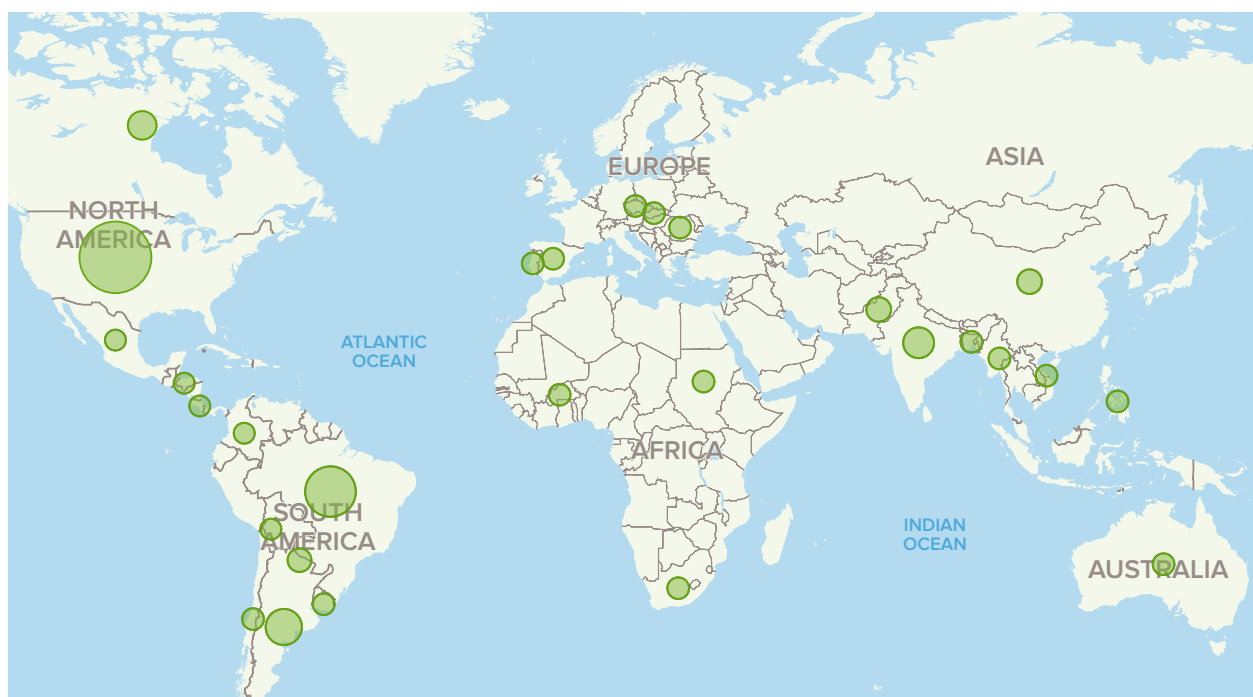 ASIA
EUROPE
NORTH
AMERICA
ATLANTIC
OCEAN
AFRICA
SOUTH
AMERICA
INDIAN
OCEAN
AUSTRALIA